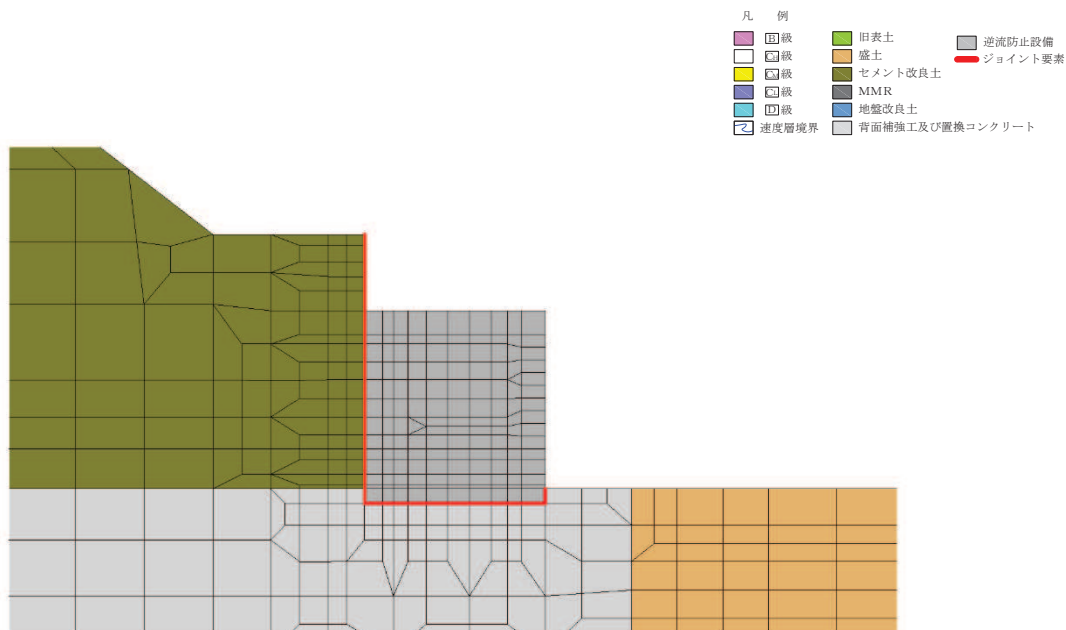 凡 例
B級
CH級
CM級
CL級
D級
速度層境界
旧表土
盛土
セメント改良土
MMR
地盤改良土
背面補強工及び置換コンクリート
逆流防止設備
ジョイント要素